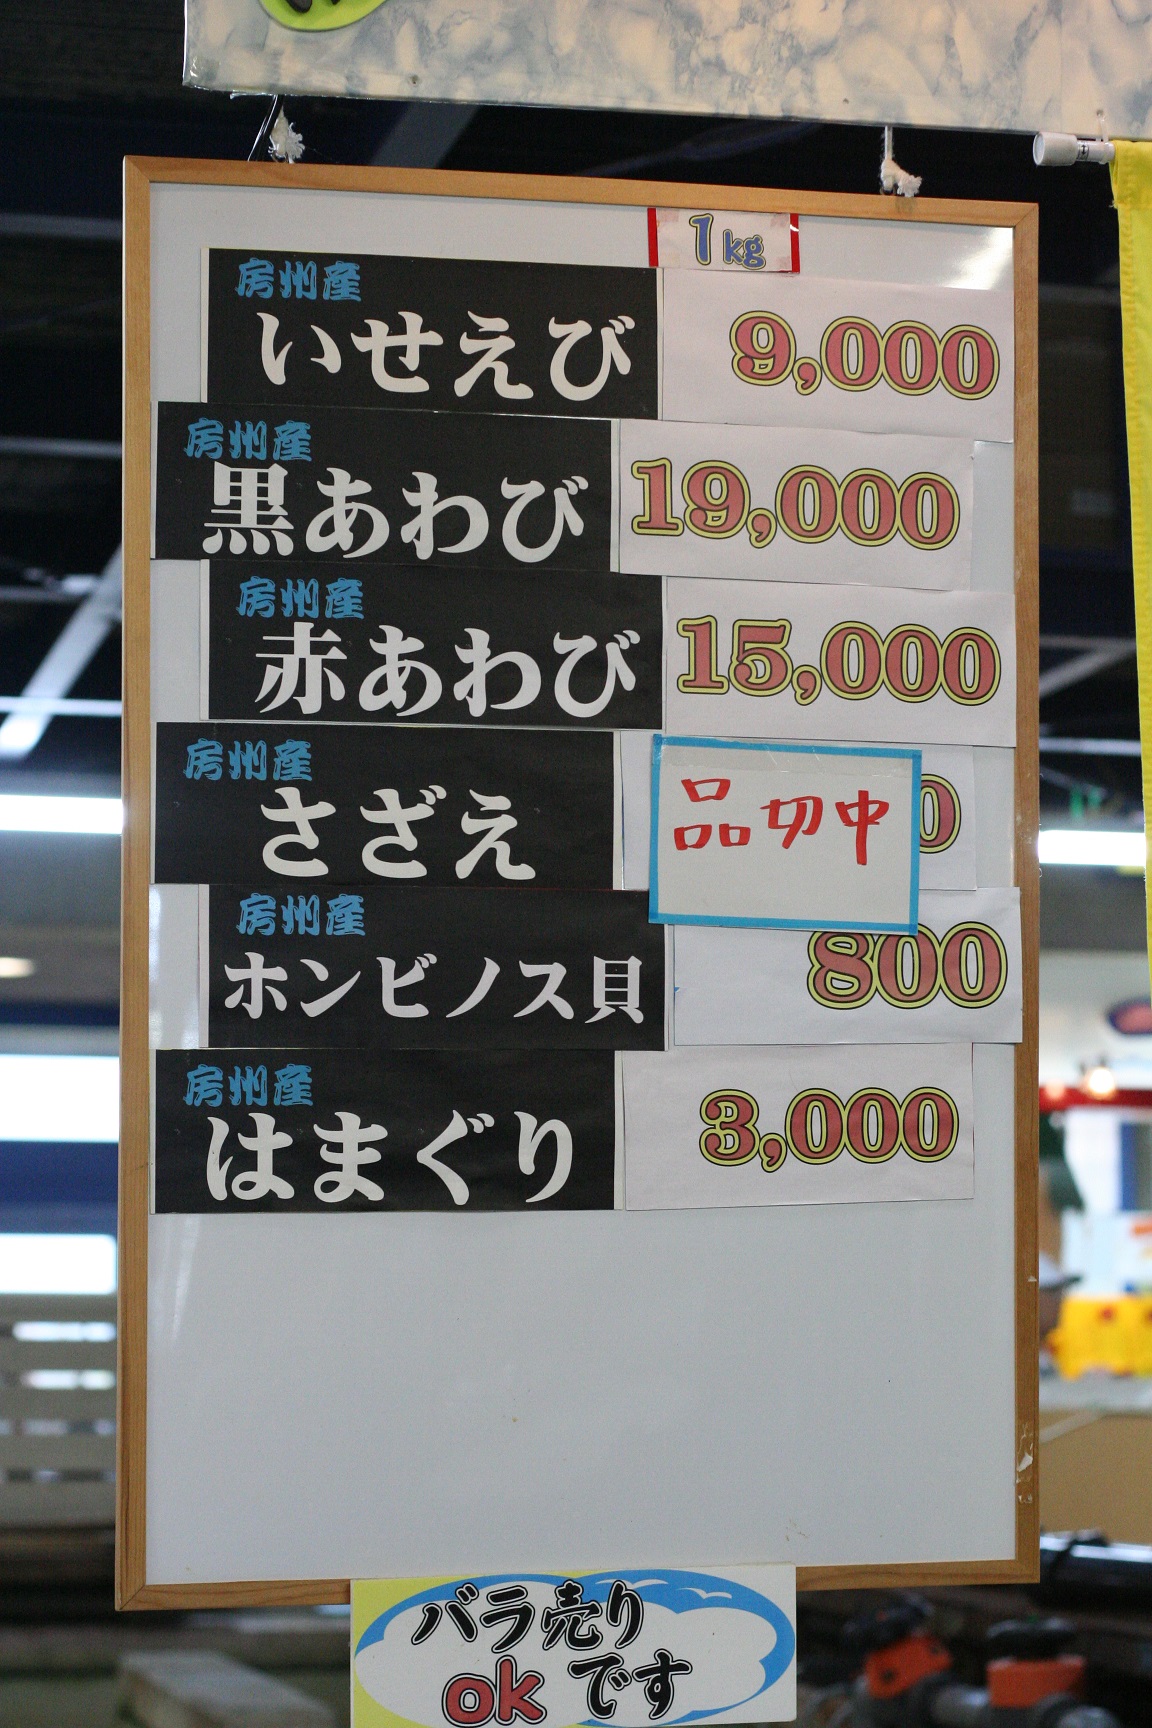 1kg
房州産
いせえび 9,000
房州産
黒あわび 19,000
房州産
赤あわび 15,000
房州産
さざえ 品切中 0
房州産
ホンビノス貝 800
房州産
はまぐり 3,000
バラ売り
okです